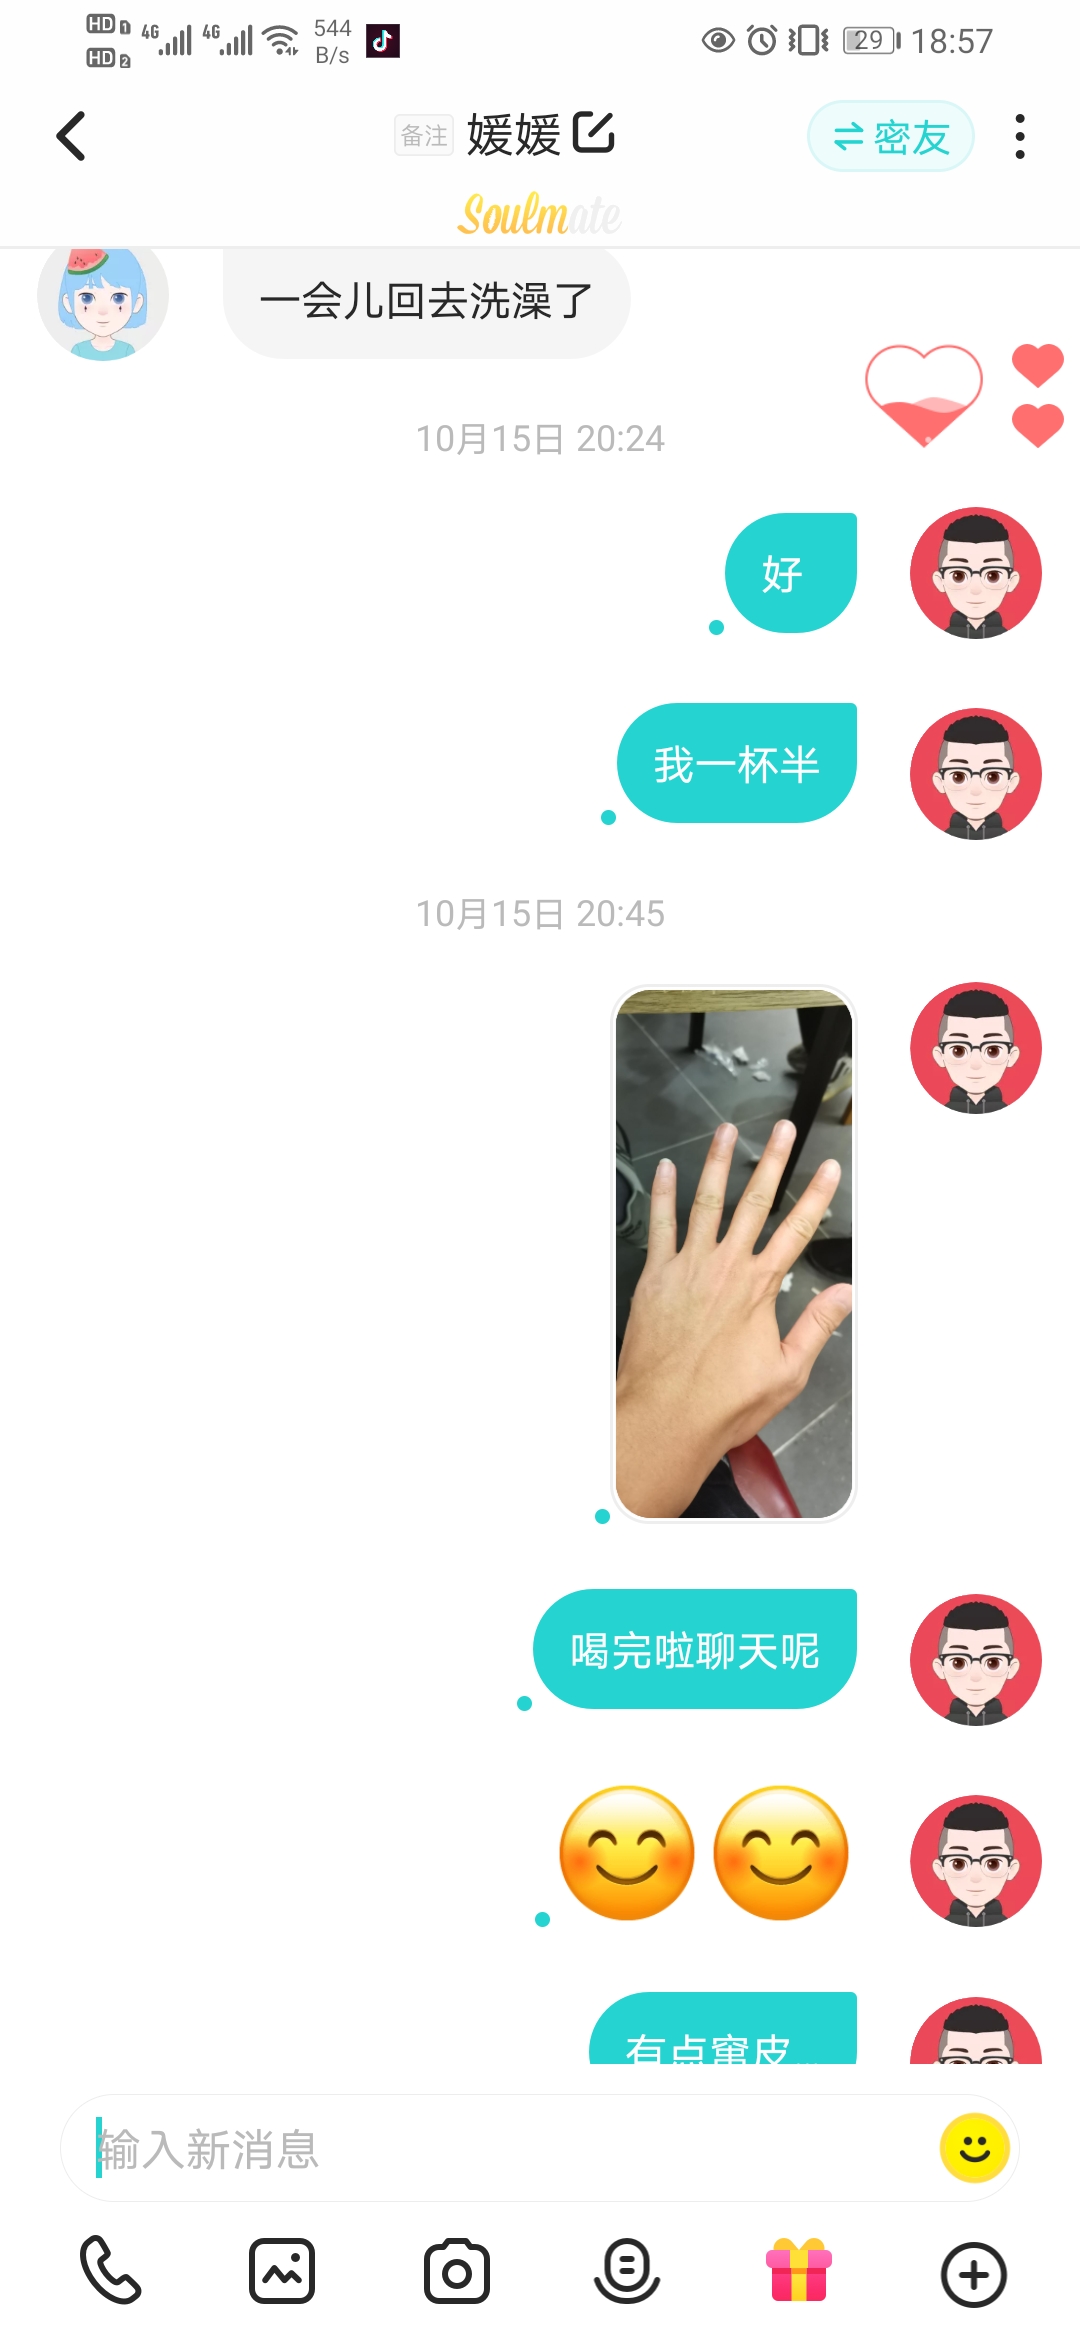 HD 1 4G 4G 544 29 18:57
HD 2 B/s
备注 媛媛 密友
Soulmate
一会儿回去洗澡了
10月15日 20:24
好
我一杯半
10月15日 20:45
喝完啦聊天呢
有点窜皮...
输入新消息